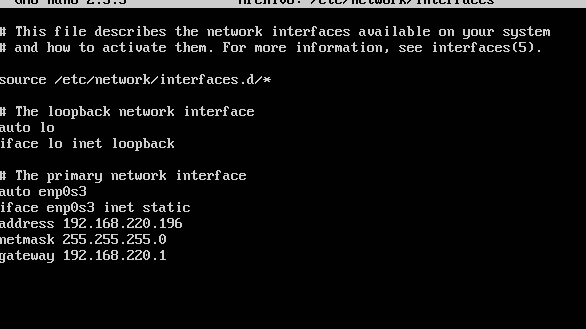 GNU nano 2.5.3 Archivo: /etc/network/interfaces
# This file describes the network interfaces available on your system
# and how to activate them. For more information, see interfaces(5).
source /etc/network/interfaces.d/*
# The loopback network interface
auto lo
iface lo inet loopback
# The primary network interface
auto enp0s3
iface enp0s3 inet static
address 192.168.220.196
netmask 255.255.255.0
gateway 192.168.220.1